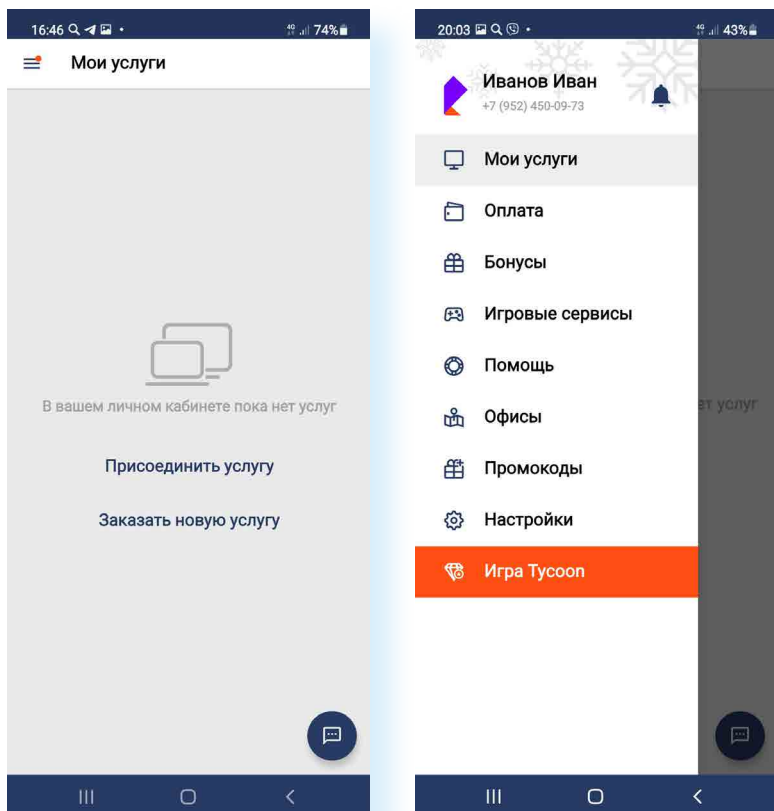 16:46
4G
74%
Мои услуги
В вашем личном кабинете пока нет услуг
Присоединить услугу
Заказать новую услугу
20:03
4G
43%
Иванов Иван
+7 (952) 450-09-73
Мои услуги
Оплата
Бонусы
Игровые сервисы
Помощь
Офисы
Промокоды
Настройки
Игра Tycoon
ет услуг